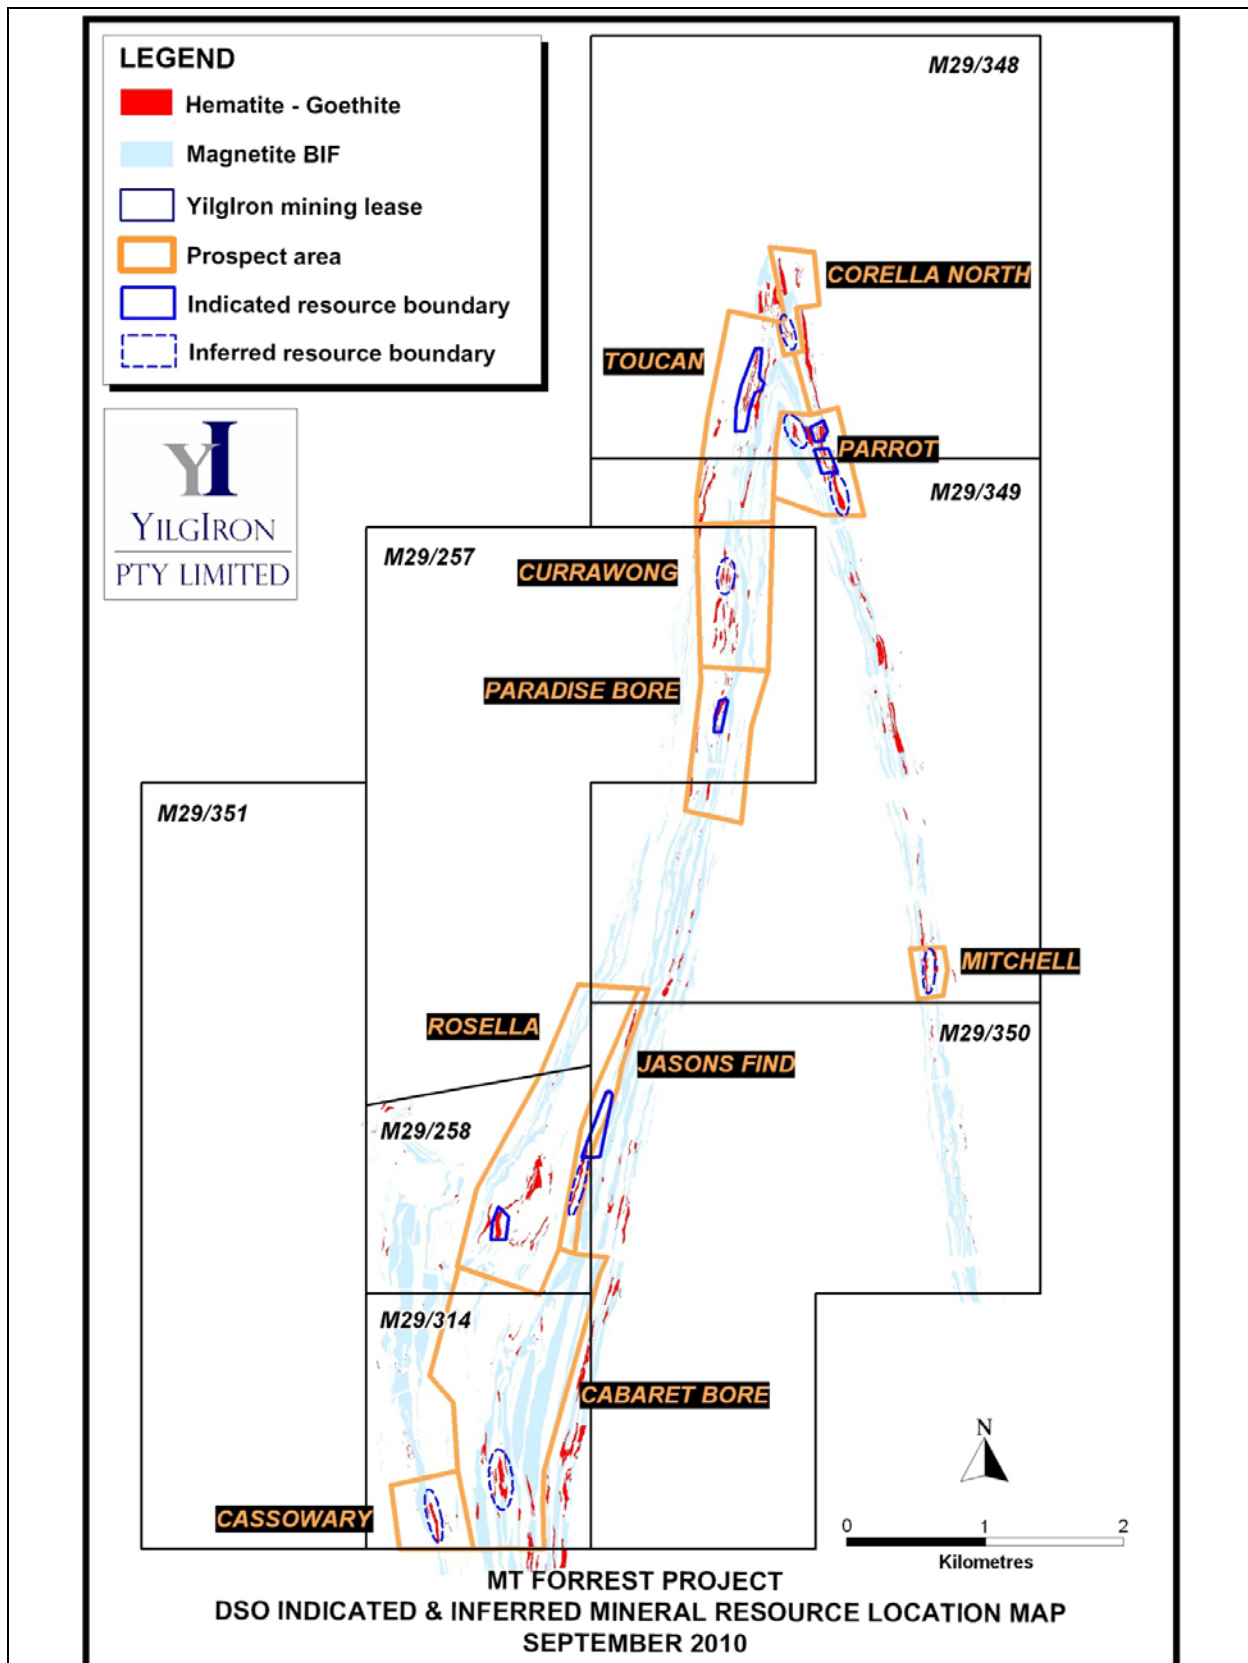 LEGEND
Hematite - Goethite
Magnetite BIF
YilgIron mining lease
Prospect area
Indicated resource boundary
Inferred resource boundary
YI
YILGIRON
PTY LIMITED
M29/348
CORELLA NORTH
TOUCAN
PARROT
M29/349
M29/257
CURRAWONG
PARADISE BORE
M29/351
MITCHELL
ROSELLA
M29/350
JASONS FIND
M29/258
M29/314
CABARET BORE
CASSOWARY
N
0 1 2
Kilometres
MT FORREST PROJECT
DSO INDICATED & INFERRED MINERAL RESOURCE LOCATION MAP
SEPTEMBER 2010